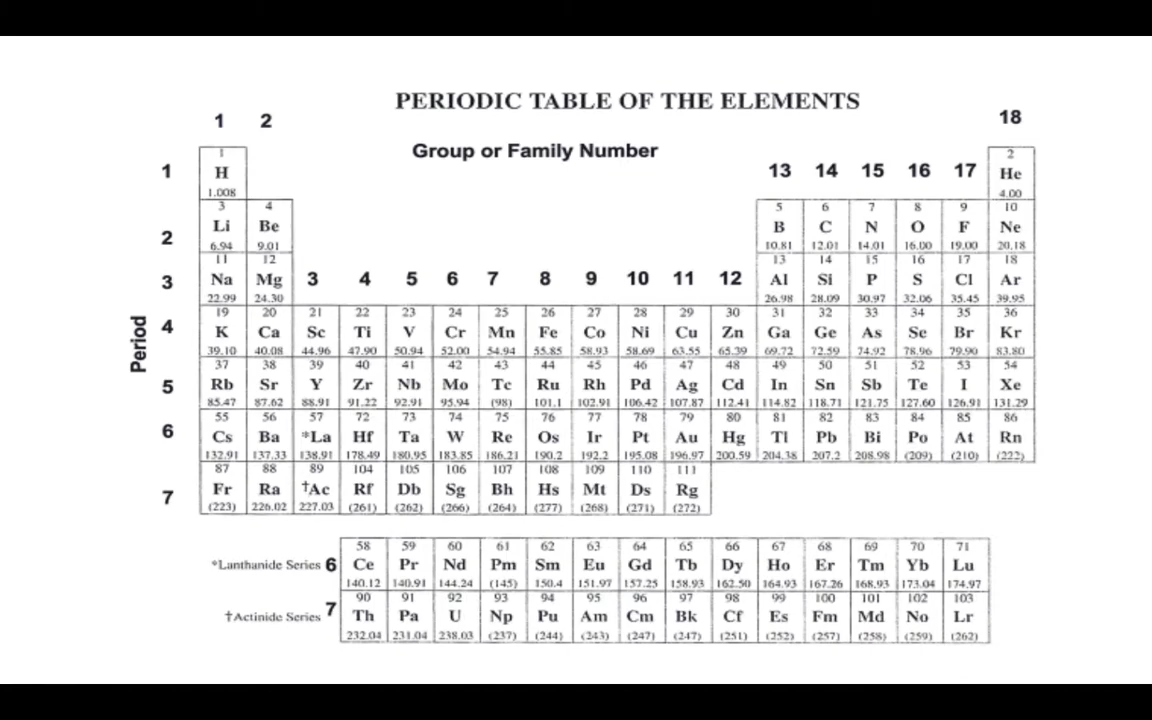 PERIODIC TABLE OF THE ELEMENTS
1 2 18
Group or Family Number
1 13 14 15 16 17
1 2
H He
1.008 4.00
3 4 5 6 7 8 9 10
2 Li Be B C N O F Ne
6.94 9.01 10.81 12.01 14.01 16.00 19.00 20.18
11 12 13 14 15 16 17 18
3 Na Mg 3 4 5 6 7 8 9 10 11 12 Al Si P S Cl Ar
22.99 24.30 26.98 28.09 30.97 32.06 35.45 39.95
19 20 21 22 23 24 25 26 27 28 29 30 31 32 33 34 35 36
4 K Ca Sc Ti V Cr Mn Fe Co Ni Cu Zn Ga Ge As Se Br Kr
39.10 40.08 44.96 47.90 50.94 52.00 54.94 55.85 58.93 58.69 63.55 65.39 69.72 72.59 74.92 78.96 79.90 83.80
Period
37 38 39 40 41 42 43 44 45 46 47 48 49 50 51 52 53 54
5 Rb Sr Y Zr Nb Mo Tc Ru Rh Pd Ag Cd In Sn Sb Te I Xe
85.47 87.62 88.91 91.22 92.91 95.94 (98) 101.1 102.91 106.42 107.87 112.41 114.82 118.71 121.75 127.60 126.91 131.29
55 56 57 72 73 74 75 76 77 78 79 80 81 82 83 84 85 86
6 Cs Ba *La Hf Ta W Re Os Ir Pt Au Hg Tl Pb Bi Po At Rn
132.91 137.33 138.91 178.49 180.95 183.85 186.21 190.2 192.2 195.08 196.97 200.59 204.38 207.2 208.98 (209) (210) (222)
87 88 89 104 105 106 107 108 109 110 111
7 Fr Ra †Ac Rf Db Sg Bh Hs Mt Ds Rg
(223) 226.02 227.03 (261) (262) (266) (264) (277) (268) (271) (272)
58 59 60 61 62 63 64 65 66 67 68 69 70 71
*Lanthanide Series 6 Ce Pr Nd Pm Sm Eu Gd Tb Dy Ho Er Tm Yb Lu
140.12 140.91 144.24 (145) 150.4 151.97 157.25 158.93 162.50 164.93 167.26 168.93 173.04 174.97
90 91 92 93 94 95 96 97 98 99 100 101 102 103
†Actinide Series 7 Th Pa U Np Pu Am Cm Bk Cf Es Fm Md No Lr
232.04 231.04 238.03 (237) (244) (243) (247) (247) (251) (252) (257) (258) (259) (262)